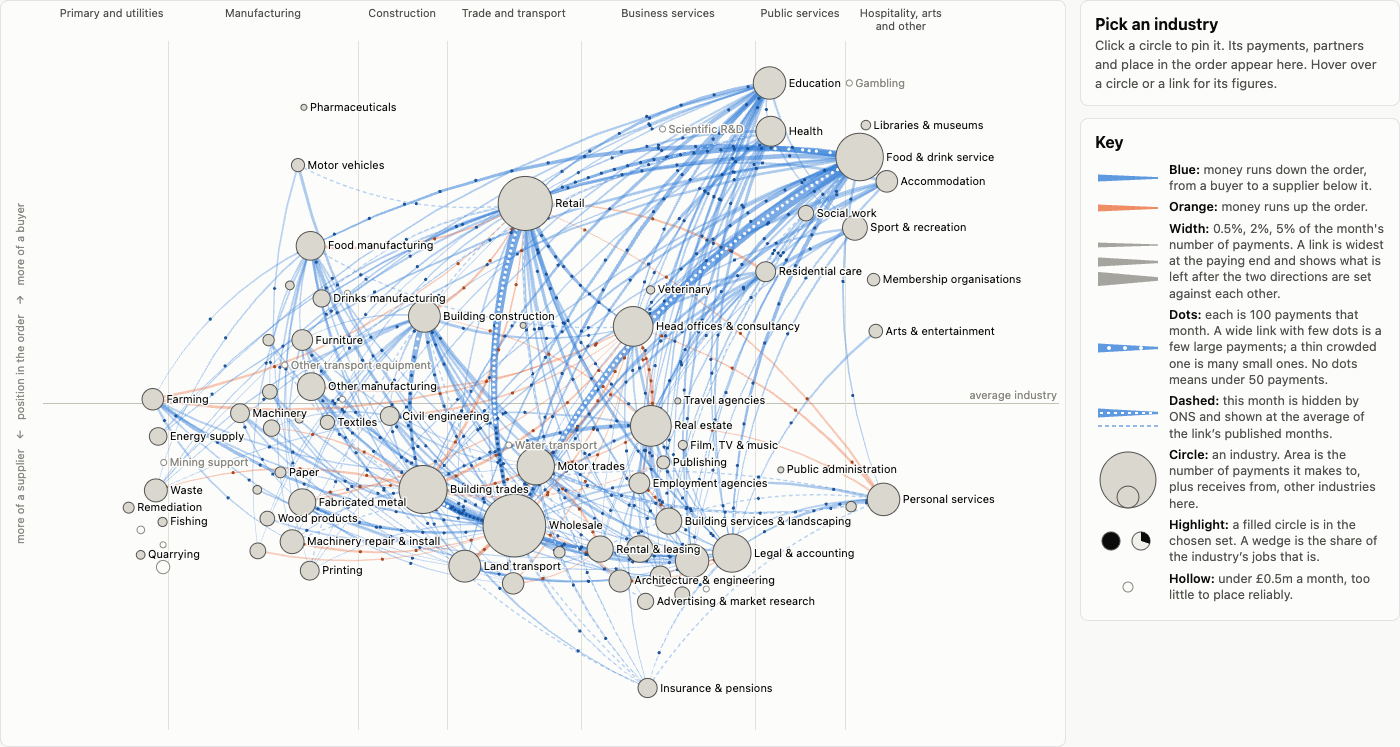 Primary and utilities
Manufacturing
Construction
Trade and transport
Business services
Public services
Hospitality, arts
and other
more of a supplier ← position in the order → more of a buyer
Education
Gambling
Pharmaceuticals
Scientific R&D
Health
Libraries & museums
Food & drink service
Motor vehicles
Accommodation
Retail
Social work
Sport & recreation
Food manufacturing
Residential care
Membership organisations
Veterinary
Drinks manufacturing
Building construction
Head offices & consultancy
Arts & entertainment
Furniture
Other transport equipment
Other manufacturing
average industry
Farming
Travel agencies
Machinery
Civil engineering
Textiles
Real estate
Energy supply
Water transport
Film, TV & music
Mining support
Motor trades
Publishing
Public administration
Paper
Employment agencies
Waste
Building trades
Personal services
Fabricated metal
Remediation
Fishing
Wood products
Wholesale
Building services & landscaping
Machinery repair & install
Rental & leasing
Legal & accounting
Quarrying
Land transport
Printing
Architecture & engineering
Advertising & market research
Insurance & pensions
Pick an industry
Click a circle to pin it. Its payments, partners
and place in the order appear here. Hover over
a circle or a link for its figures.
Key
Blue: money runs down the order,
from a buyer to a supplier below it.
Orange: money runs up the order.
Width: 0.5%, 2%, 5% of the month's
number of payments. A link is widest
at the paying end and shows what is
left after the two directions are set
against each other.
Dots: each is 100 payments that
month. A wide link with few dots is a
few large payments; a thin crowded
one is many small ones. No dots
means under 50 payments.
Dashed: this month is hidden by
ONS and shown at the average of
the link's published months.
Circle: an industry. Area is the
number of payments it makes to,
plus receives from, other industries
here.
Highlight: a filled circle is in the
chosen set. A wedge is the share of
the industry's jobs that is.
Hollow: under £0.5m a month, too
little to place reliably.